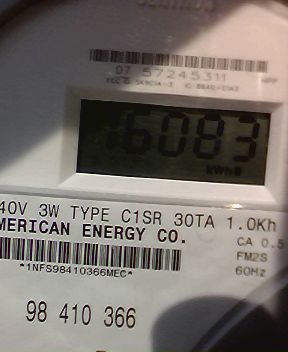 07 57245311
16083
kWh
40V 3W TYPE C1SR 30TA 1.0Kh
MERICAN ENERGY CO.
CA 0.5
FM2S
*1NFS98410366MEC*
60Hz
98 410 366